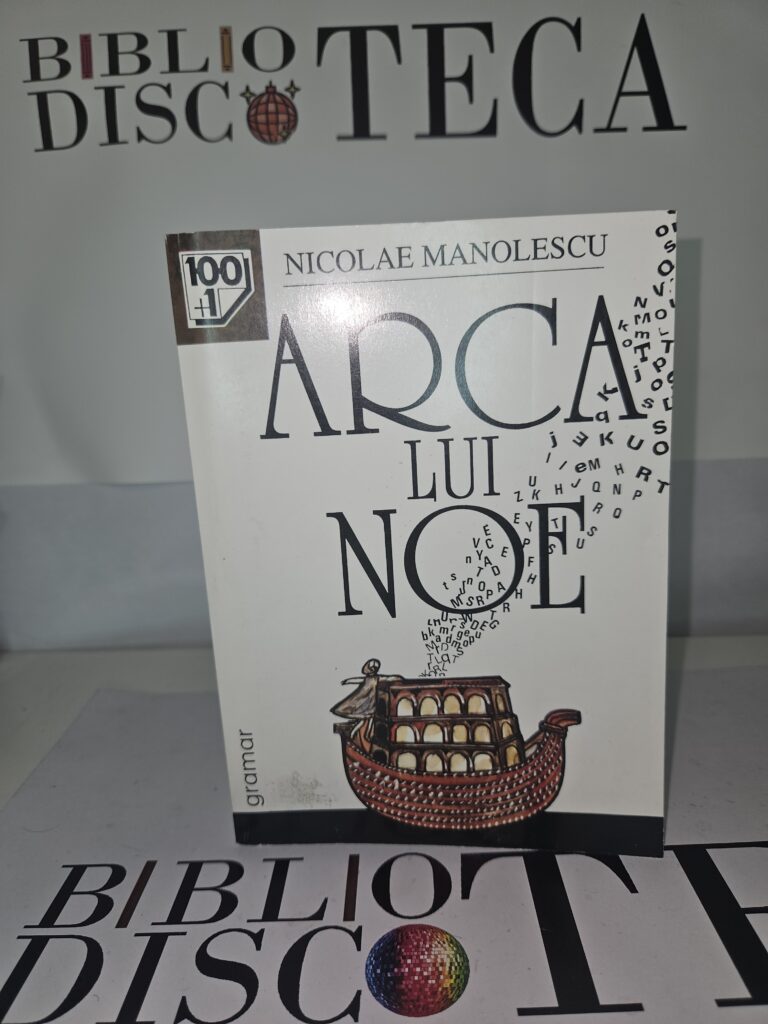 BIBLIO
DISCOTECA
100
+1
NICOLAE MANOLESCU
ARCA
LUI
NOE
gramar
BIBLIO
DISCOTE